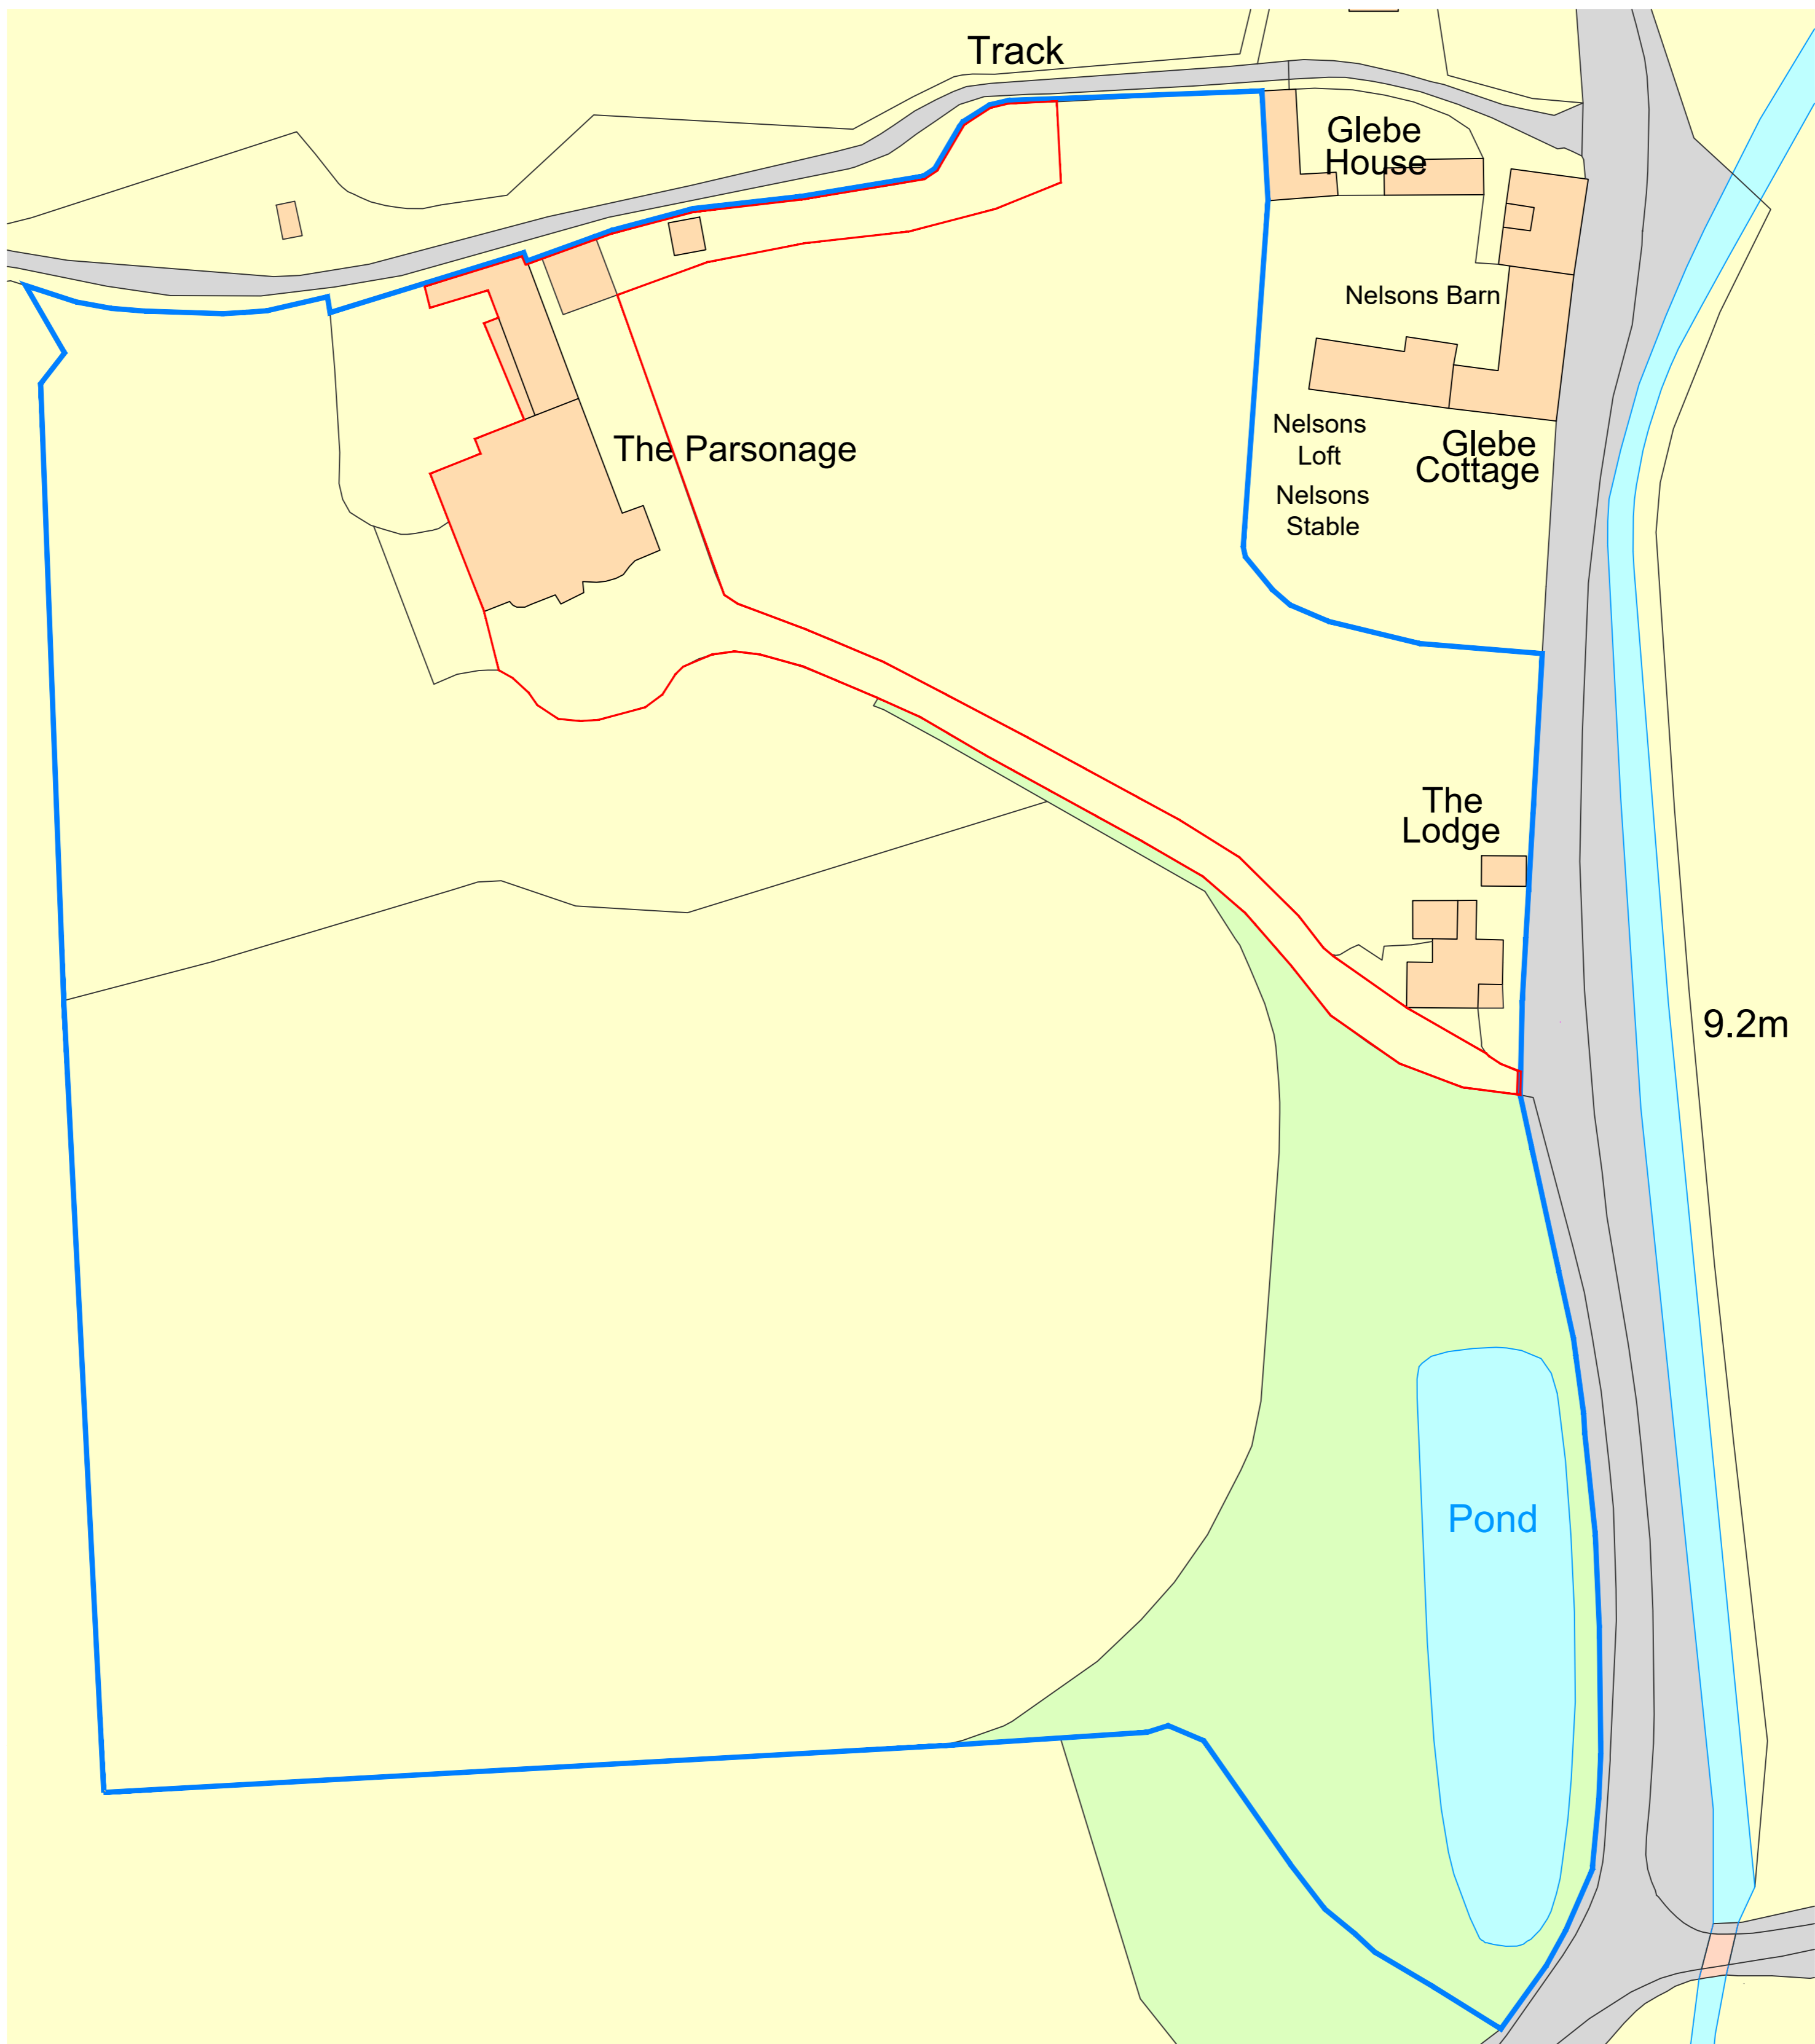 Track
Glebe
House
Nelsons Barn
The Parsonage
Nelsons
Loft
Glebe
Cottage
Nelsons
Stable
The
Lodge
9.2m
Pond